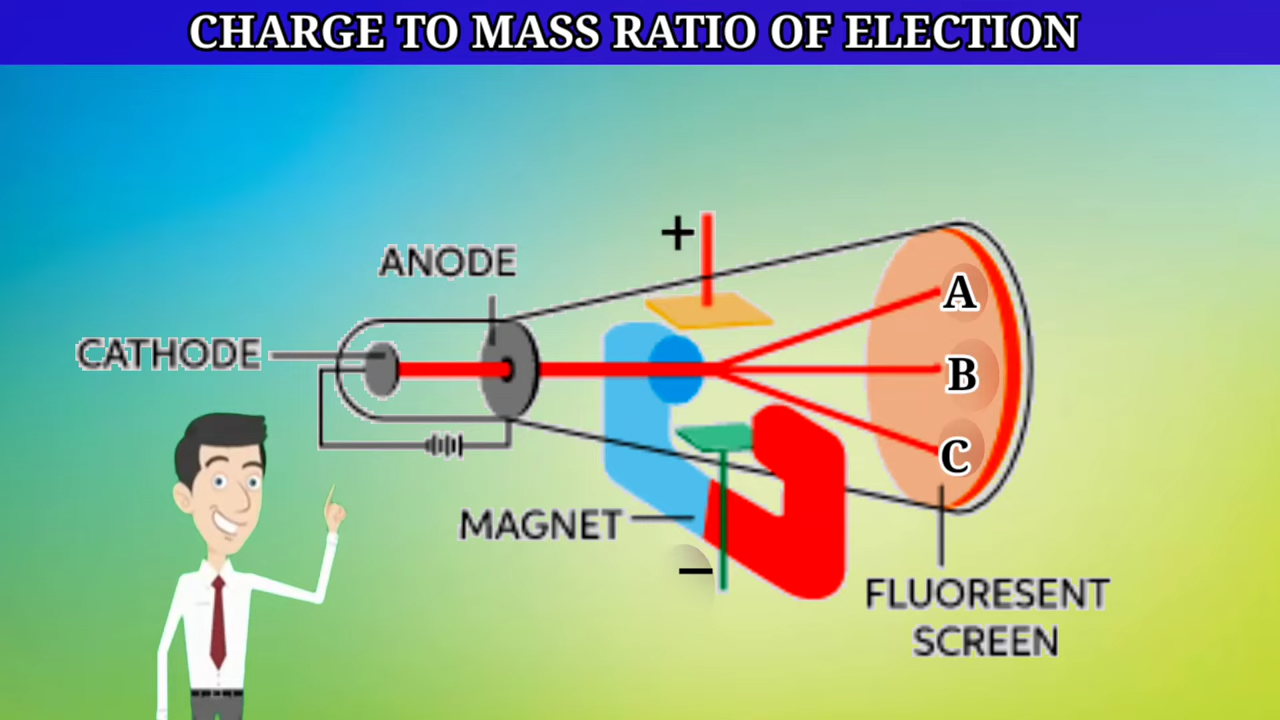 CHARGE TO MASS RATIO OF ELECTION
+
ANODE
CATHODE
A
B
C
MAGNET
−
FLUORESENT
SCREEN